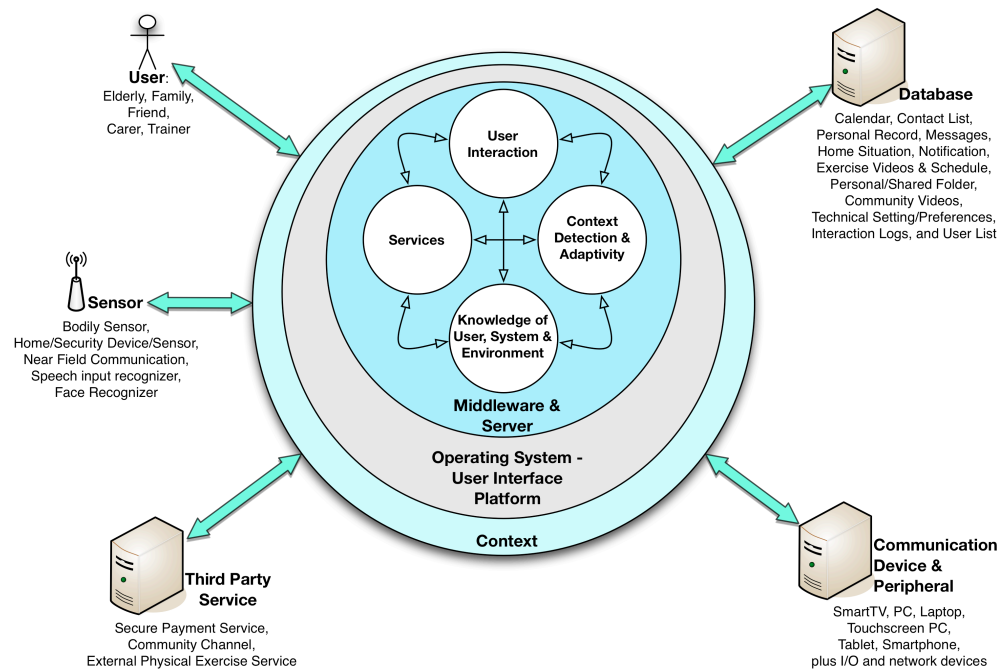 User:
Elderly, Family,
Friend,
Carer, Trainer
Database
Calendar, Contact List,
Personal Record, Messages,
Home Situation, Notification,
Exercise Videos & Schedule,
Personal/Shared Folder,
Community Videos,
Technical Setting/Preferences,
Interaction Logs, and User List
User
Interaction
Services
Context
Detection &
Adaptivity
Knowledge of
User, System &
Environment
Middleware &
Server
Operating System -
User Interface
Platform
Context
Sensor
Bodily Sensor,
Home/Security Device/Sensor,
Near Field Communication,
Speech input recognizer,
Face Recognizer
Third Party
Service
Secure Payment Service,
Community Channel,
External Physical Exercise Service
Communication
Device &
Peripheral
SmartTV, PC, Laptop,
Touchscreen PC,
Tablet, Smartphone,
plus I/O and network devices